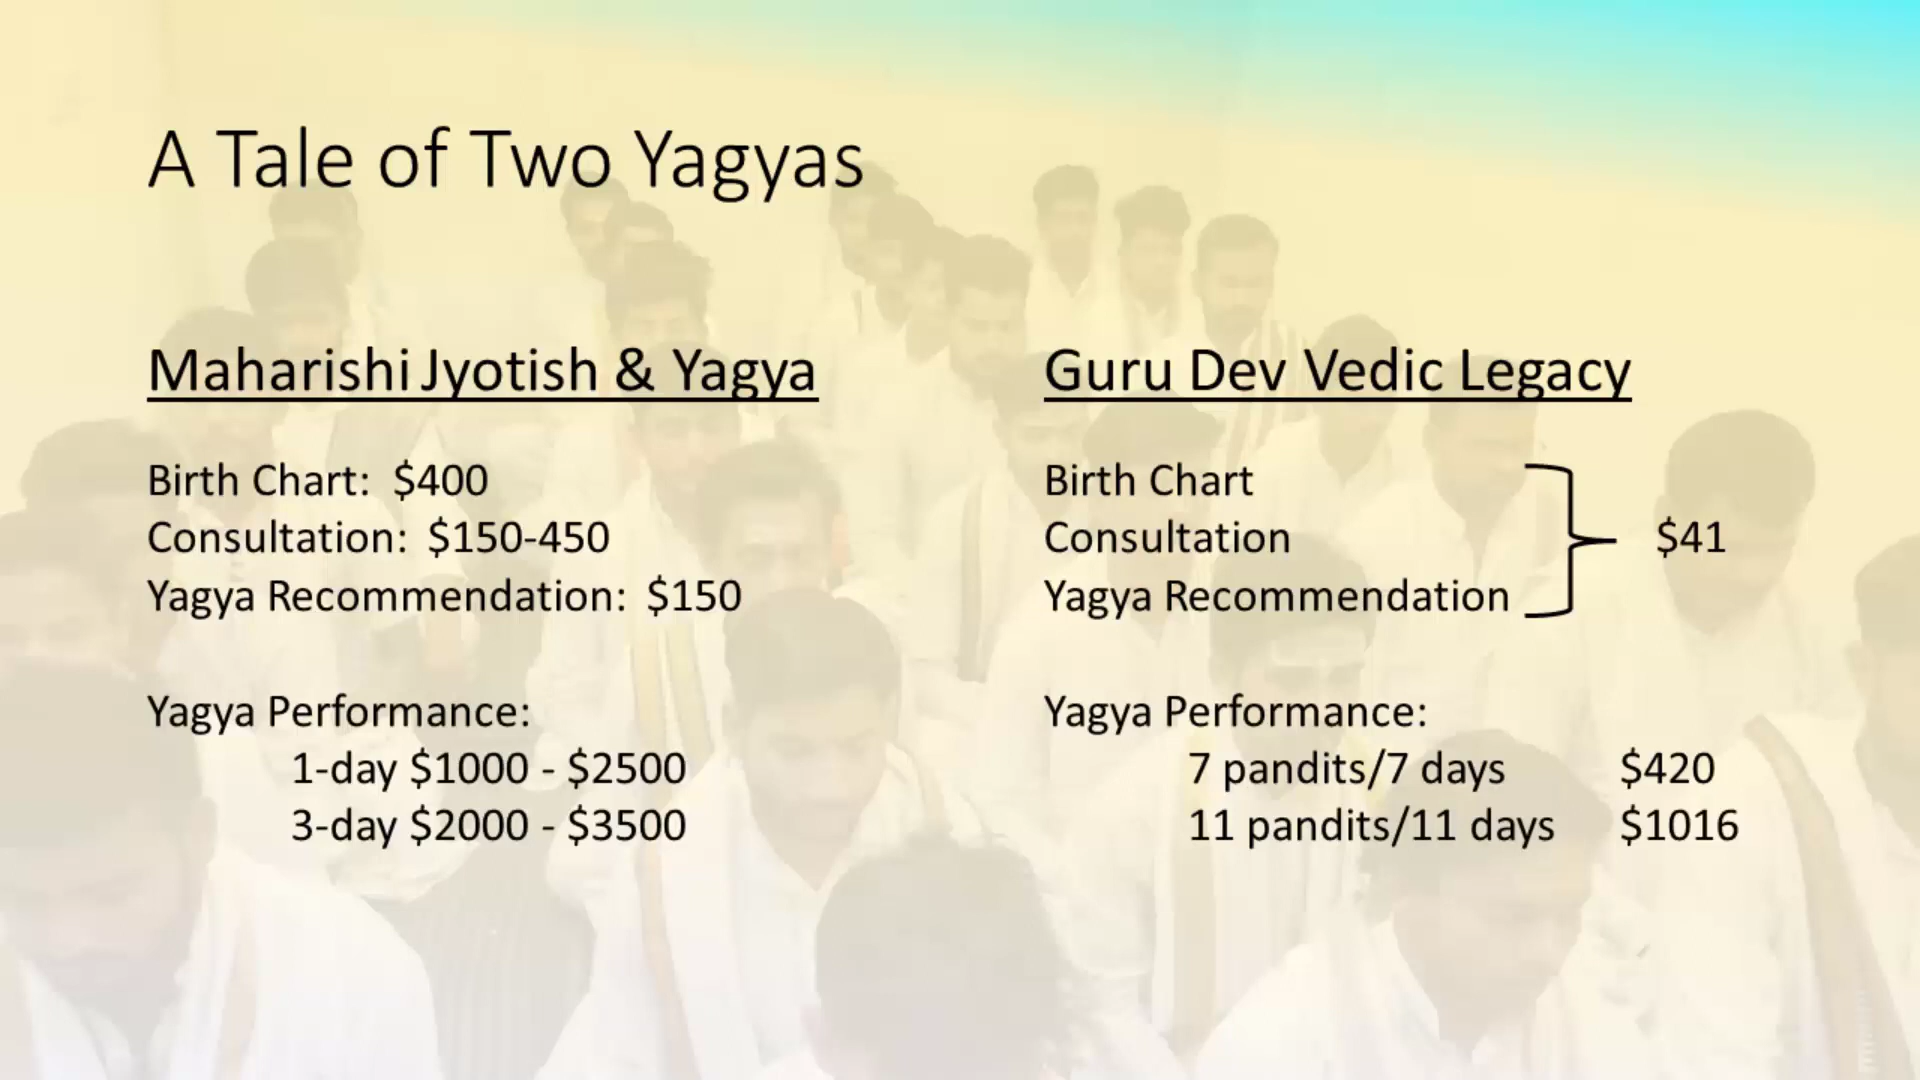 A Tale of Two Yagyas
Maharishi Jyotish & Yagya
Birth Chart: $400
Consultation: $150-450
Yagya Recommendation: $150
Yagya Performance:
1-day $1000 - $2500
3-day $2000 - $3500
Guru Dev Vedic Legacy
Birth Chart
Consultation
Yagya Recommendation
$41
Yagya Performance:
7 pandits/7 days $420
11 pandits/11 days $1016